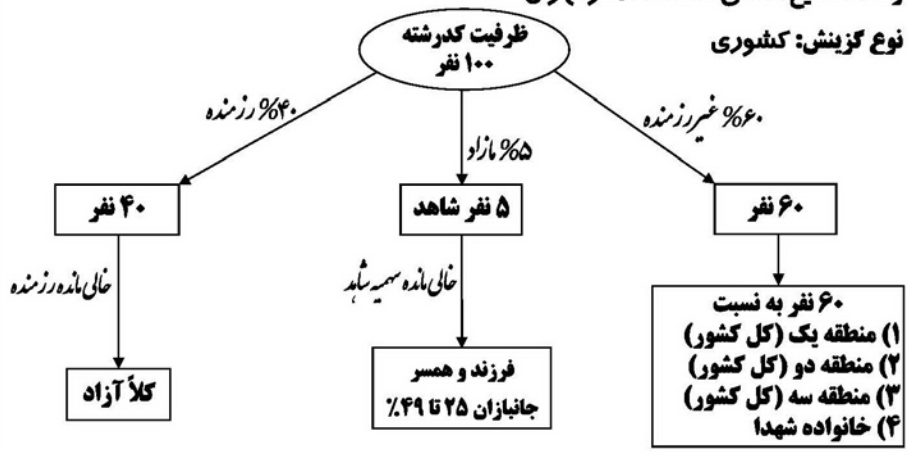 نوع گزینش: کشوری
ظرفیت کدرشته
۱۰۰ نفر
۶۰% غیررزمنده
۵% مازاد
۴۰% رزمنده
۶۰ نفر
۵ نفر شاهد
۴۰ نفر
خالی مانده سهمیه شاهد
خالی مانده رزمنده
۶۰ نفر به نسبت
۱) منطقه یک (کل کشور)
۲) منطقه دو (کل کشور)
۳) منطقه سه (کل کشور)
۴) خانواده شهدا
فرزند و همسر
جانبازان ۲۵ تا ۴۹%
کلاً آزاد